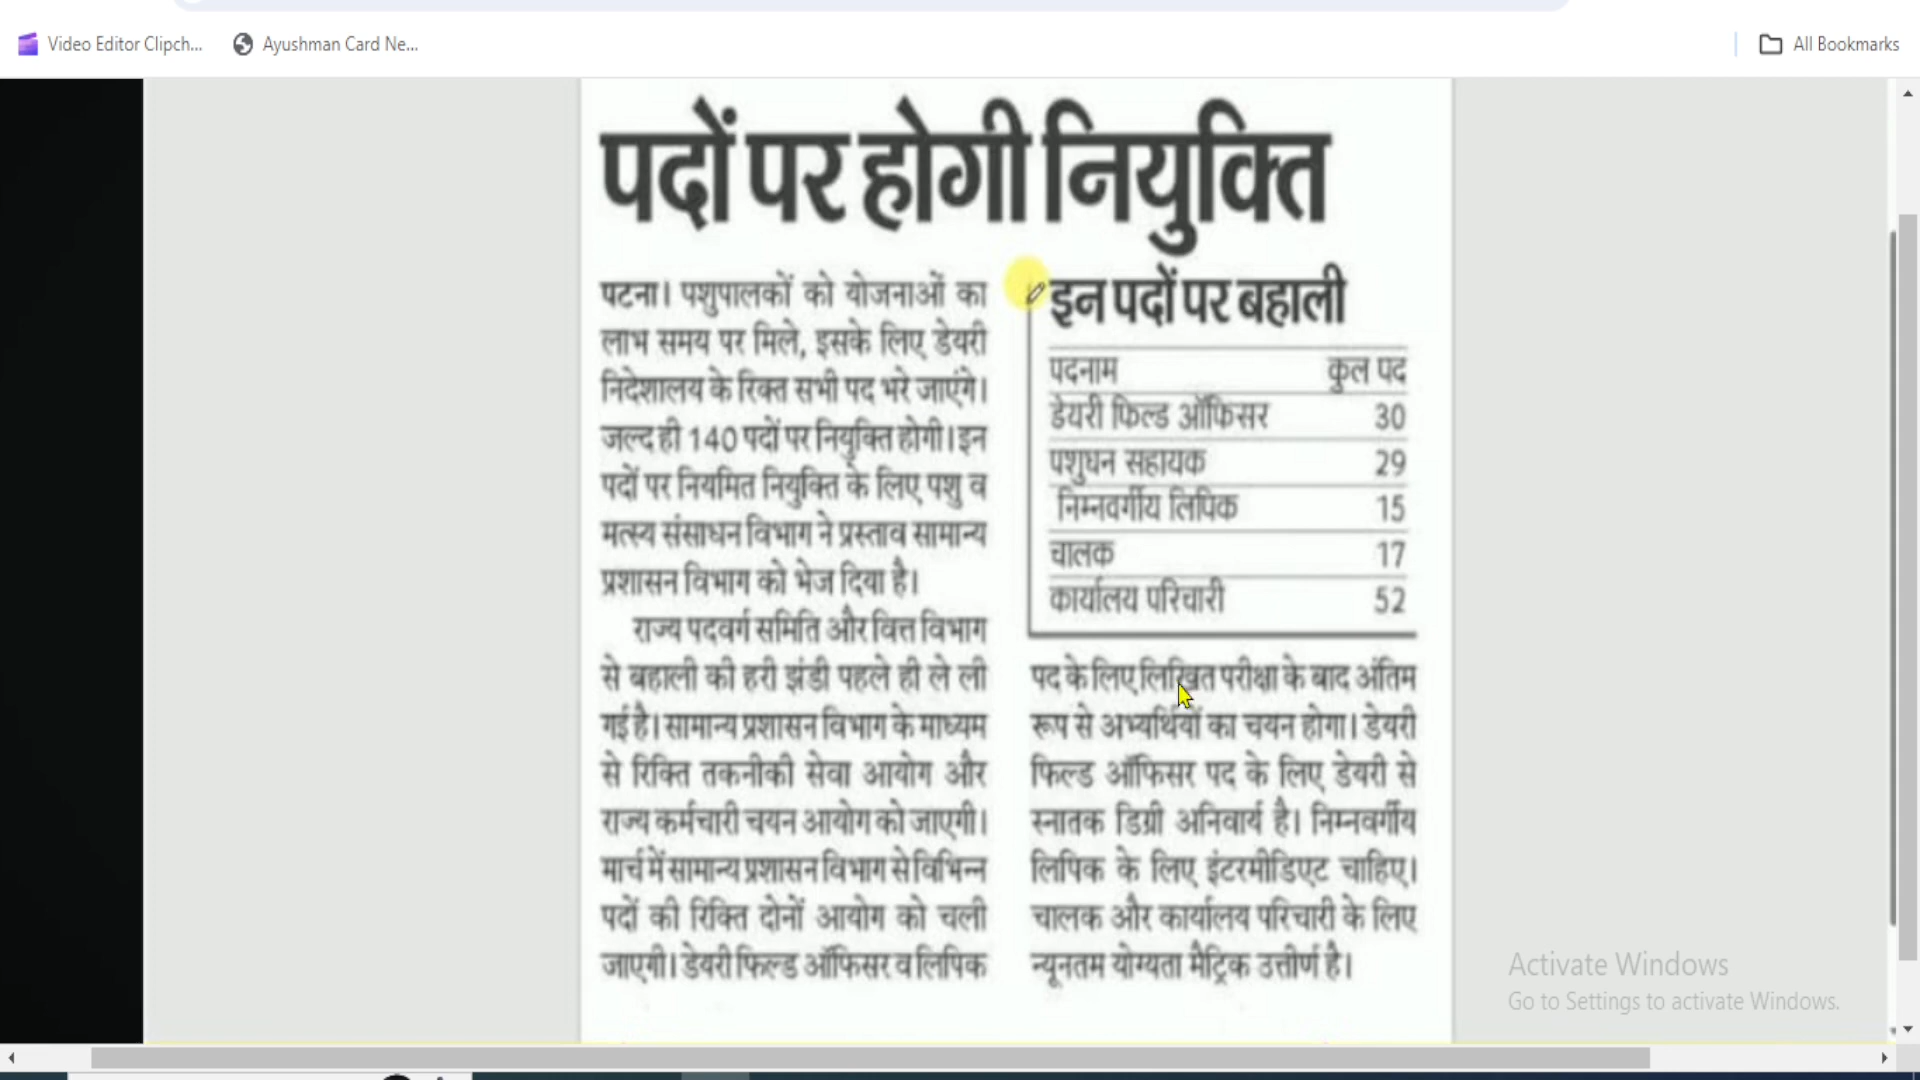 Video Editor Clipch...
Ayushman Card Ne...
All Bookmarks
पदों पर होगी नियुक्ति
पटना। पशुपालकों को योजनाओं का
लाभ समय पर मिले, इसके लिए डेयरी
निदेशालय के रिक्त सभी पद भरे जाएंगे।
जल्द ही 140 पदों पर नियुक्ति होगी। इन
पदों पर नियमित नियुक्ति के लिए पशु व
मत्स्य संसाधन विभाग ने प्रस्ताव सामान्य
प्रशासन विभाग को भेज दिया है।
राज्य पदवर्ग समिति और वित्त विभाग
से बहाली की हरी झंडी पहले ही ले ली
गई है। सामान्य प्रशासन विभाग के माध्यम
से रिक्ति तकनीकी सेवा आयोग और
राज्य कर्मचारी चयन आयोग को जाएगी।
मार्च में सामान्य प्रशासन विभाग से विभिन्न
पदों की रिक्ति दोनों आयोग को चली
जाएगी। डेयरी फिल्ड ऑफिसर व लिपिक
इन पदों पर बहाली
पदनाम कुल पद
डेयरी फिल्ड ऑफिसर 30
पशुधन सहायक 29
निम्नवर्गीय लिपिक 15
चालक 17
कार्यालय परिचारी 52
पद के लिए लिखित परीक्षा के बाद अंतिम
रूप से अभ्यर्थियों का चयन होगा। डेयरी
फिल्ड ऑफिसर पद के लिए डेयरी से
स्नातक डिग्री अनिवार्य है। निम्नवर्गीय
लिपिक के लिए इंटरमीडिएट चाहिए।
चालक और कार्यालय परिचारी के लिए
न्यूनतम योग्यता मैट्रिक उत्तीर्ण है।
Activate Windows
Go to Settings to activate Windows.